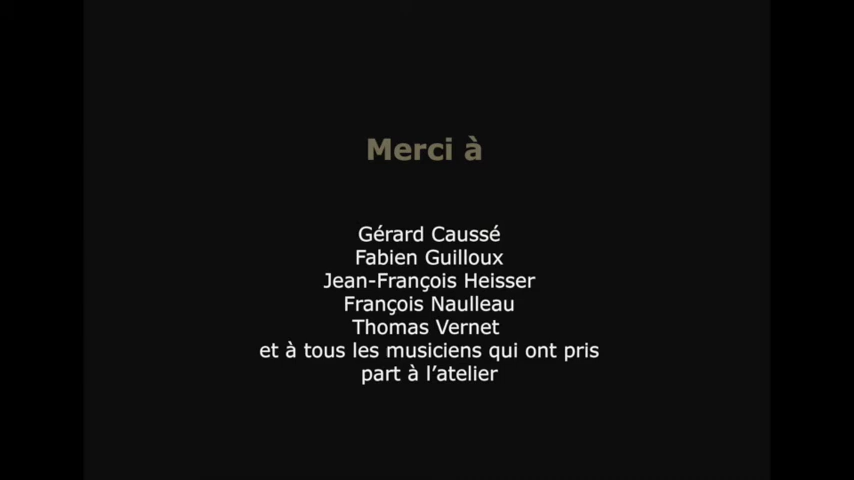 Merci à
Gérard Caussé
Fabien Guilloux
Jean-François Heisser
François Naulleau
Thomas Vernet
et à tous les musiciens qui ont pris
part à l’atelier